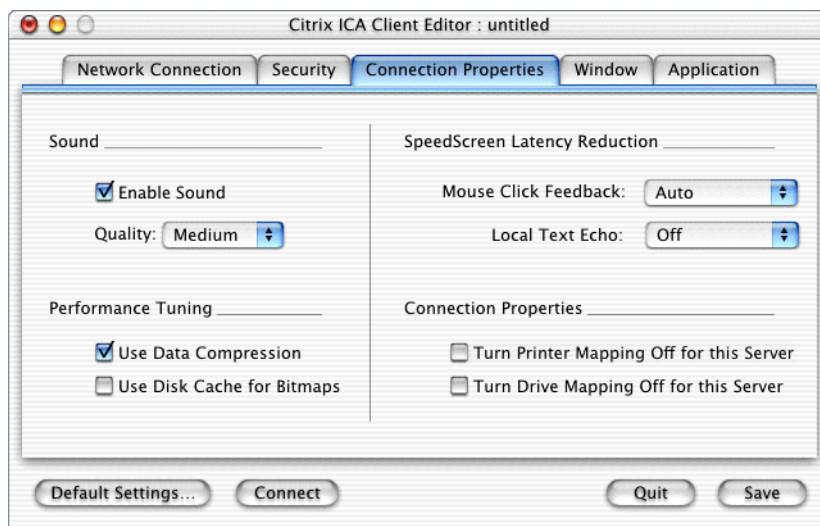 Citrix ICA Client Editor : untitled
Network Connection
Security
Connection Properties
Window
Application
Sound
Enable Sound
Quality: Medium
Performance Tuning
Use Data Compression
Use Disk Cache for Bitmaps
SpeedScreen Latency Reduction
Mouse Click Feedback: Auto
Local Text Echo: Off
Connection Properties
Turn Printer Mapping Off for this Server
Turn Drive Mapping Off for this Server
Default Settings...
Connect
Quit
Save